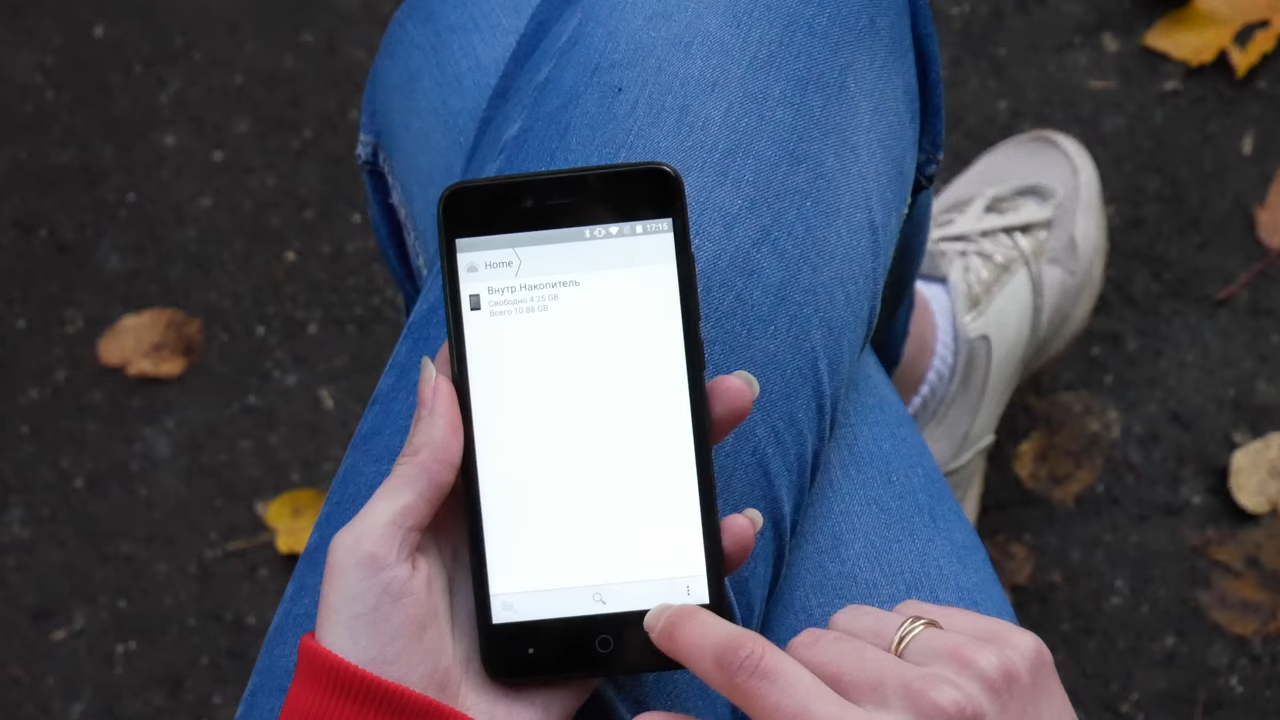 17:15
Home
Внутр Накопитель
Свободно 4.25 GB
Всего 10.88 GB